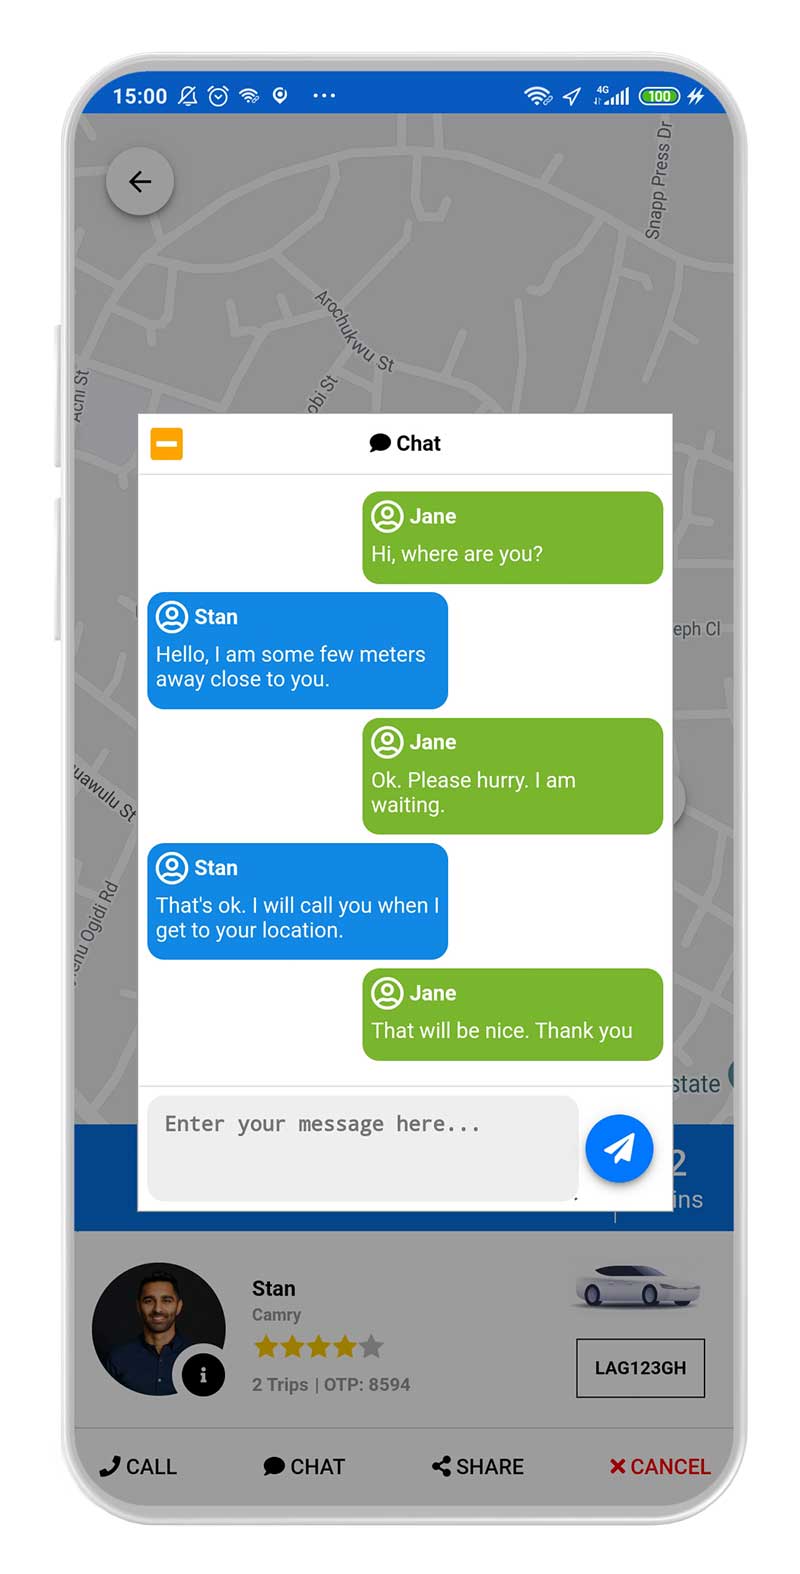 15:00
4G
100
Snapp Press Dr
Arochukwu St
obi St
Achi St
Chat
Jane
Hi, where are you?
Stan
Hello, I am some few meters
away close to you.
eph Cl
Jane
Ok. Please hurry. I am
waiting.
uawulu St
Stan
That's ok. I will call you when I
get to your location.
enu Ogidi Rd
Jane
That will be nice. Thank you
state
Enter your message here...
2
ins
Stan
Camry
2 Trips | OTP: 8594
LAG123GH
CALL
CHAT
SHARE
CANCEL